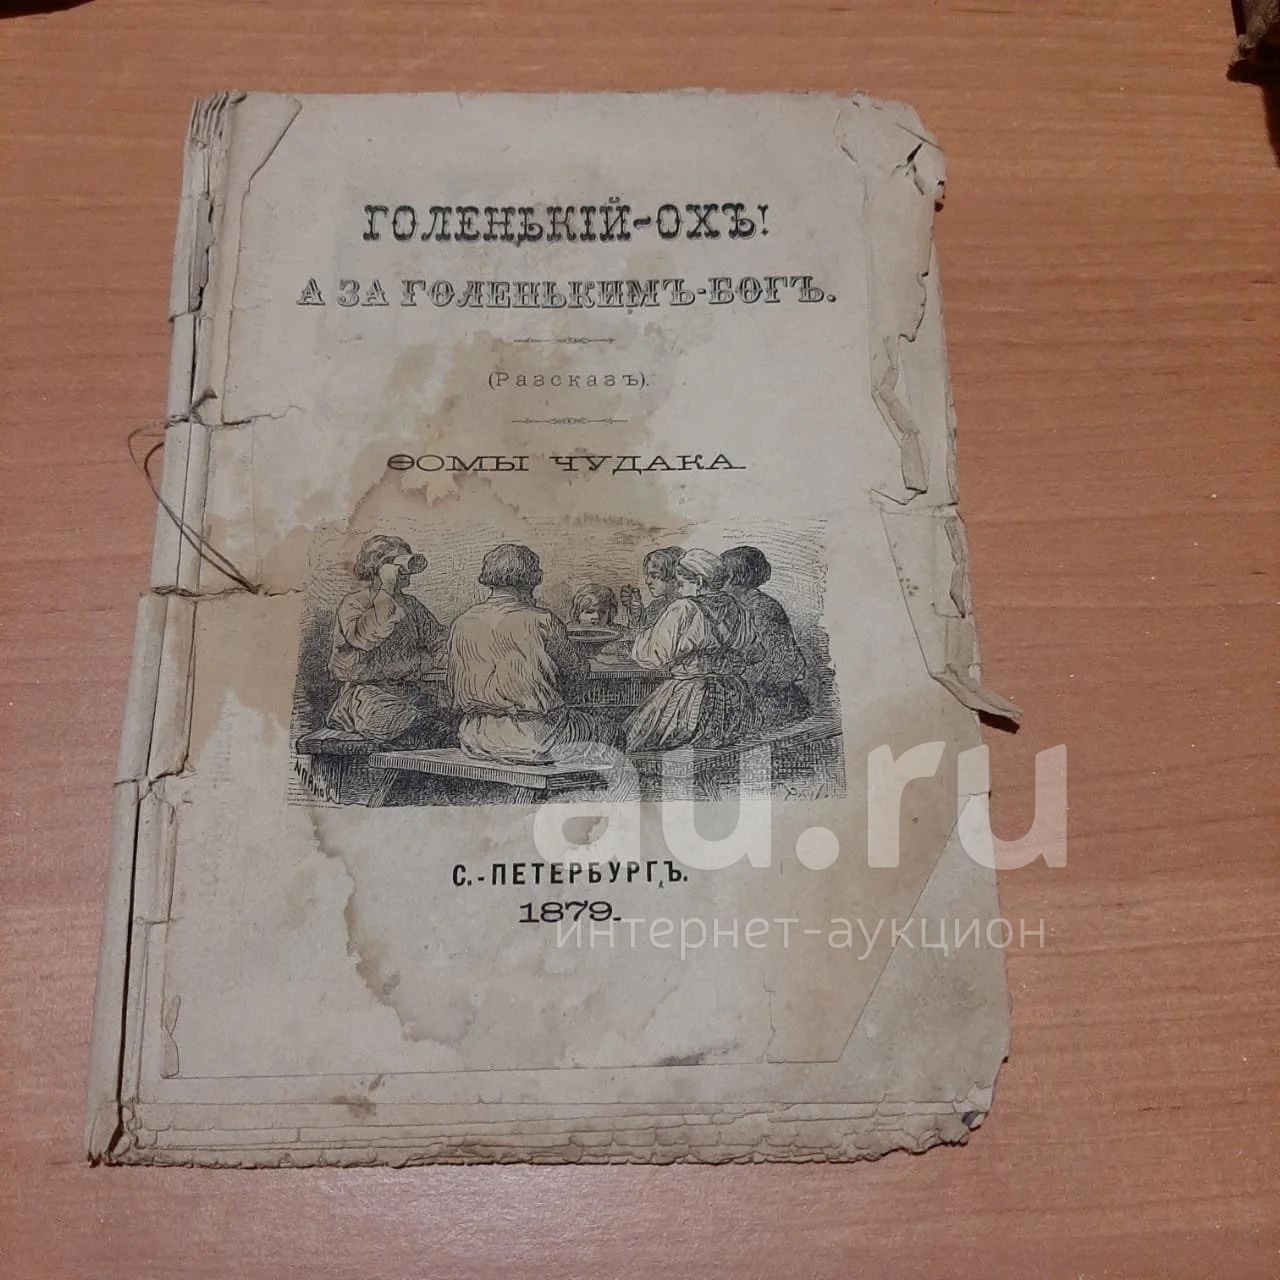 ГОЛЕНЬКІЙ-ОХЪ!
А ЗА ГОЛЕНЬКИМЪ-БОГЪ.
(Разсказъ).
ѲОМЫ ЧУДАКА
С.-ПЕТЕРБУРГЪ.
1879.
au.ru
интернет-аукцион